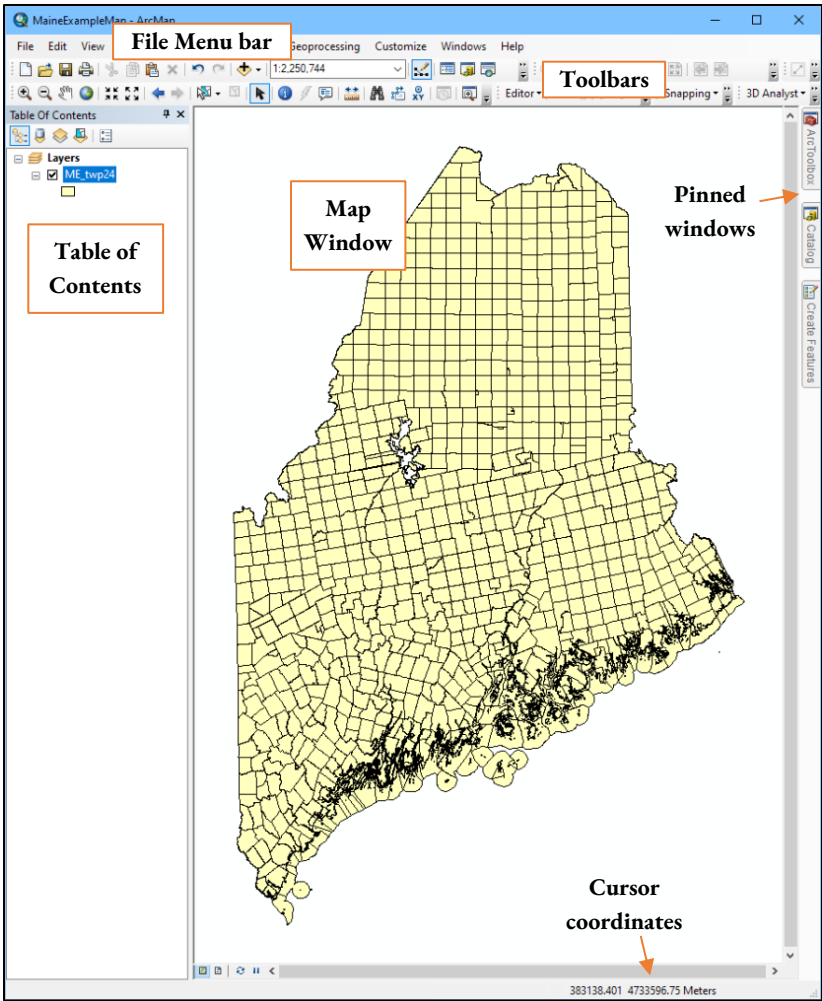 MaineExampleMap - ArcMap
File Edit View Geoprocessing Customize Windows Help
File Menu bar
1:2,250,744
Toolbars
Editor Snapping 3D Analyst
Table Of Contents
Layers
ME_twp24
Table of
Contents
Map
Window
Pinned
windows
ArcToolbox
Catalog
Create Features
Cursor
coordinates
383138.401 4733596.75 Meters